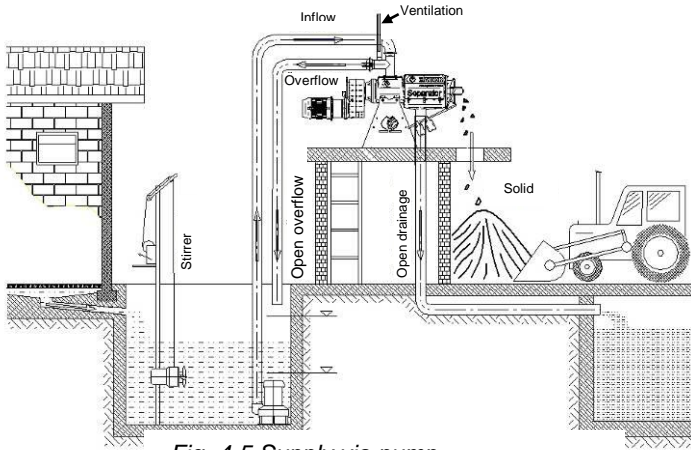 Inflow
Ventilation
Overflow
Separator
Open overflow
Open drainage
Solid
Stirrer
Fig. 4.5 Supply via pump